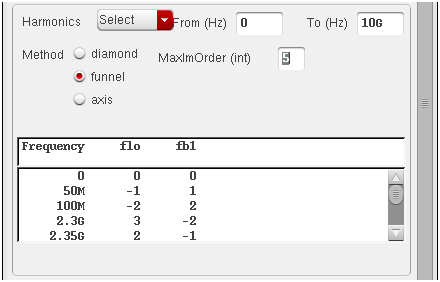 Harmonics Select From (Hz) 0 To (Hz) 10G
Method diamond MaxImOrder (int) 5
funnel
axis
Frequency flo fb1
0 0 0
50M -1 1
100M -2 2
2.3G 3 -2
2.35G 2 -1